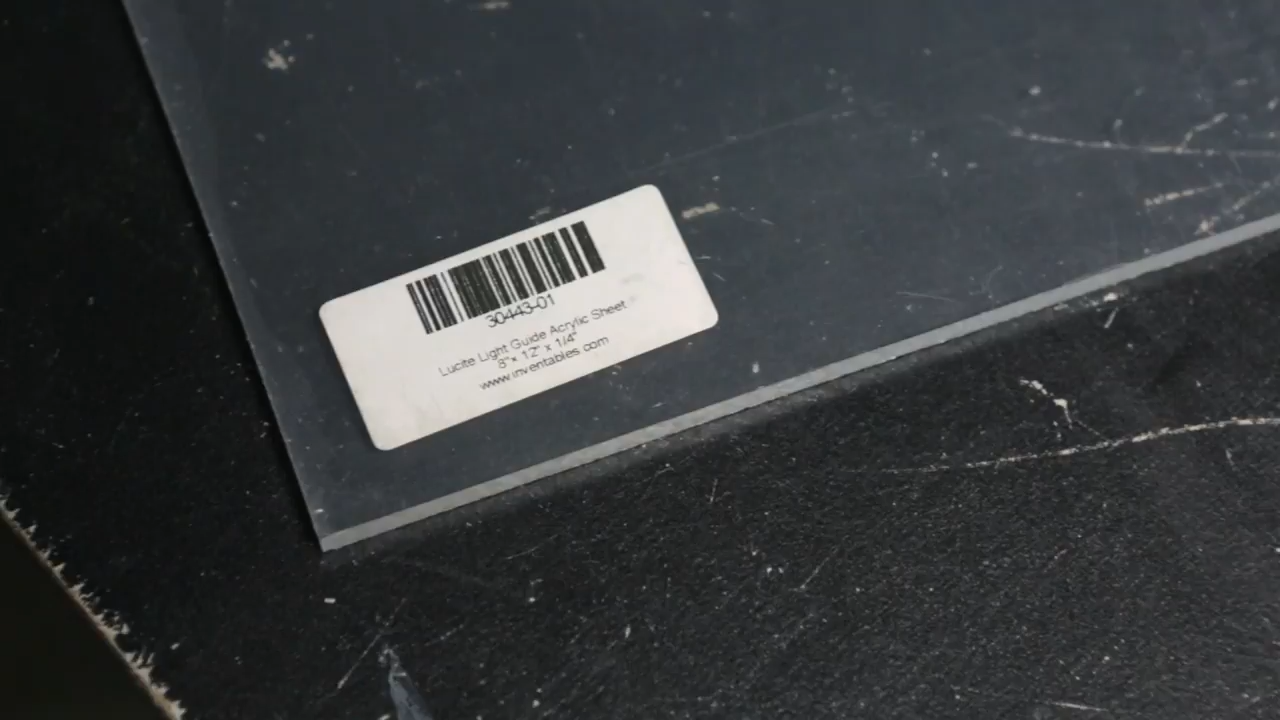 30443-01
Lucite Light Guide Acrylic Sheet
8" x 12" x 1/4"
www.inventables.com